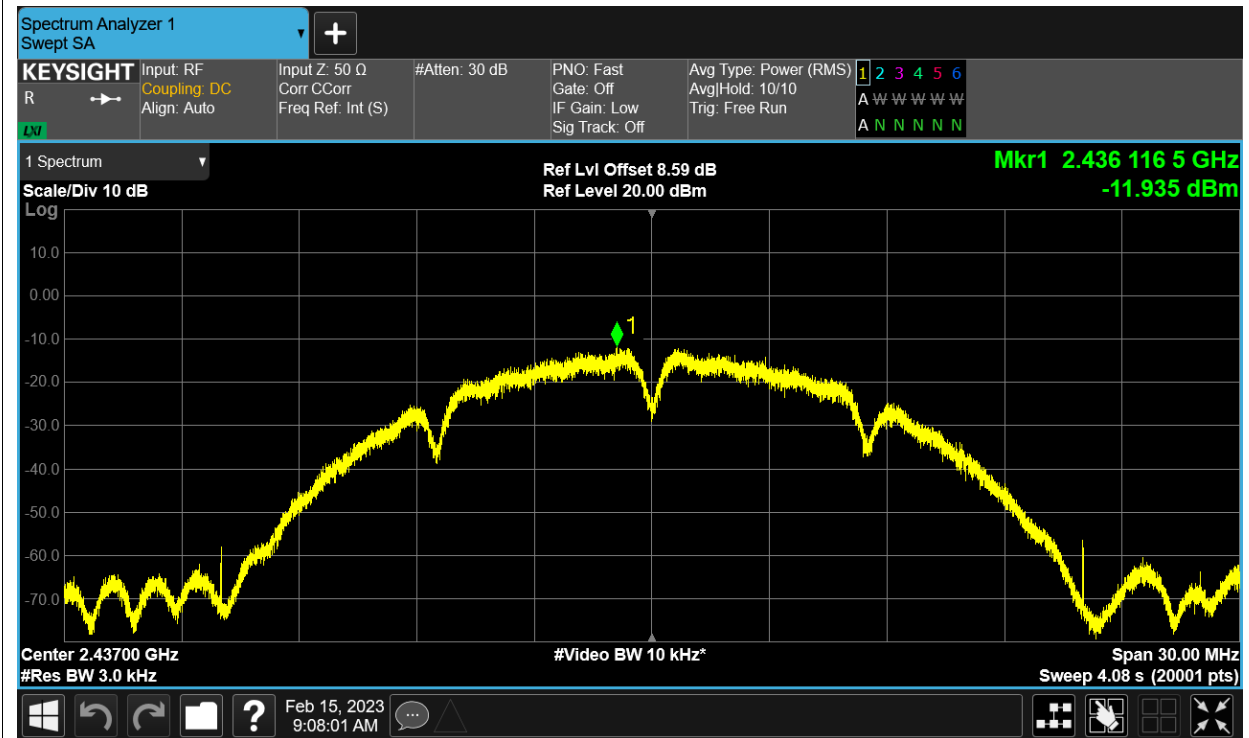 Spectrum Analyzer 1
Swept SA
▼
+
KEYSIGHT
R
LXI
Input: RF
Coupling: DC
Align: Auto
Input Z: 50 Ω
Corr CCorr
Freq Ref: Int (S)
#Atten: 30 dB
PNO: Fast
Gate: Off
IF Gain: Low
Sig Track: Off
Avg Type: Power (RMS)
Avg|Hold: 10/10
Trig: Free Run
1 2 3 4 5 6
A W W W W W
A N N N N N
1 Spectrum ▼
Scale/Div 10 dB
Log
Ref Lvl Offset 8.59 dB
Ref Level 20.00 dBm
Mkr1 2.436 116 5 GHz
-11.935 dBm
10.0
0.00
-10.0
-20.0
-30.0
-40.0
-50.0
-60.0
-70.0
1
Center 2.43700 GHz
#Res BW 3.0 kHz
#Video BW 10 kHz*
Span 30.00 MHz
Sweep 4.08 s (20001 pts)
?
Feb 15, 2023
9:08:01 AM